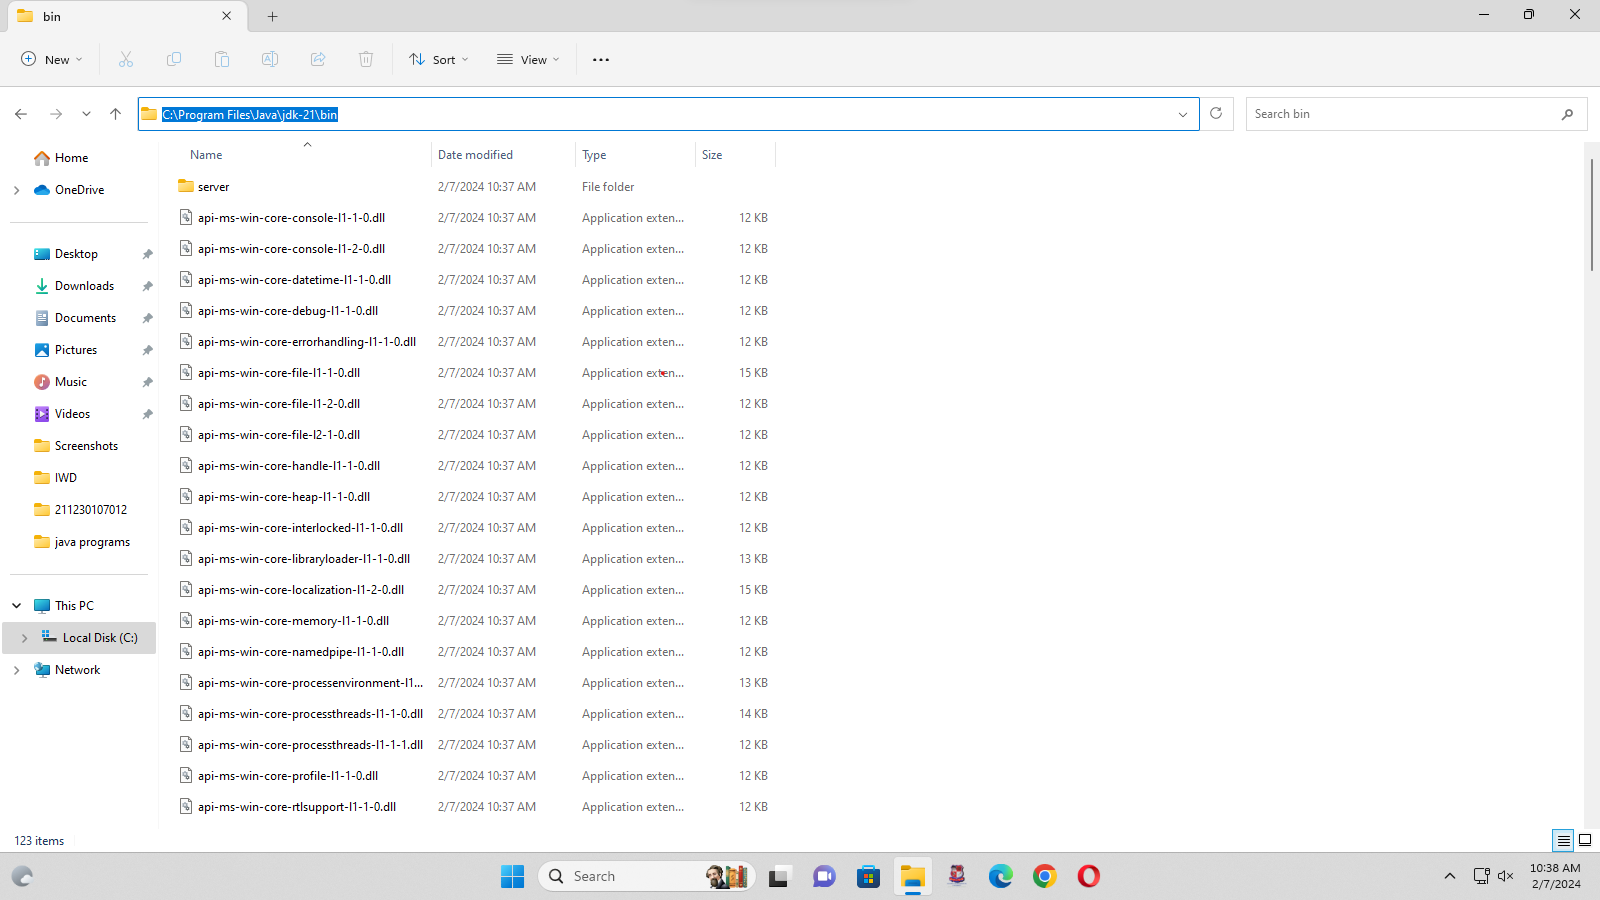 bin
New
Sort
View
C:\Program Files\Java\jdk-21\bin
Search bin
Home
OneDrive
Desktop
Downloads
Documents
Pictures
Music
Videos
Screenshots
IWD
211230107012
java programs
This PC
Local Disk (C:)
Network
Name Date modified Type Size
server 2/7/2024 10:37 AM File folder
api-ms-win-core-console-l1-1-0.dll 2/7/2024 10:37 AM Application exten... 12 KB
api-ms-win-core-console-l1-2-0.dll 2/7/2024 10:37 AM Application exten... 12 KB
api-ms-win-core-datetime-l1-1-0.dll 2/7/2024 10:37 AM Application exten... 12 KB
api-ms-win-core-debug-l1-1-0.dll 2/7/2024 10:37 AM Application exten... 12 KB
api-ms-win-core-errorhandling-l1-1-0.dll 2/7/2024 10:37 AM Application exten... 12 KB
api-ms-win-core-file-l1-1-0.dll 2/7/2024 10:37 AM Application exten... 15 KB
api-ms-win-core-file-l1-2-0.dll 2/7/2024 10:37 AM Application exten... 12 KB
api-ms-win-core-file-l2-1-0.dll 2/7/2024 10:37 AM Application exten... 12 KB
api-ms-win-core-handle-l1-1-0.dll 2/7/2024 10:37 AM Application exten... 12 KB
api-ms-win-core-heap-l1-1-0.dll 2/7/2024 10:37 AM Application exten... 12 KB
api-ms-win-core-interlocked-l1-1-0.dll 2/7/2024 10:37 AM Application exten... 12 KB
api-ms-win-core-libraryloader-l1-1-0.dll 2/7/2024 10:37 AM Application exten... 13 KB
api-ms-win-core-localization-l1-2-0.dll 2/7/2024 10:37 AM Application exten... 15 KB
api-ms-win-core-memory-l1-1-0.dll 2/7/2024 10:37 AM Application exten... 12 KB
api-ms-win-core-namedpipe-l1-1-0.dll 2/7/2024 10:37 AM Application exten... 12 KB
api-ms-win-core-processenvironment-l1... 2/7/2024 10:37 AM Application exten... 13 KB
api-ms-win-core-processthreads-l1-1-0.dll 2/7/2024 10:37 AM Application exten... 14 KB
api-ms-win-core-processthreads-l1-1-1.dll 2/7/2024 10:37 AM Application exten... 12 KB
api-ms-win-core-profile-l1-1-0.dll 2/7/2024 10:37 AM Application exten... 12 KB
api-ms-win-core-rtlsupport-l1-1-0.dll 2/7/2024 10:37 AM Application exten... 12 KB
123 items
Search
10:38 AM
2/7/2024